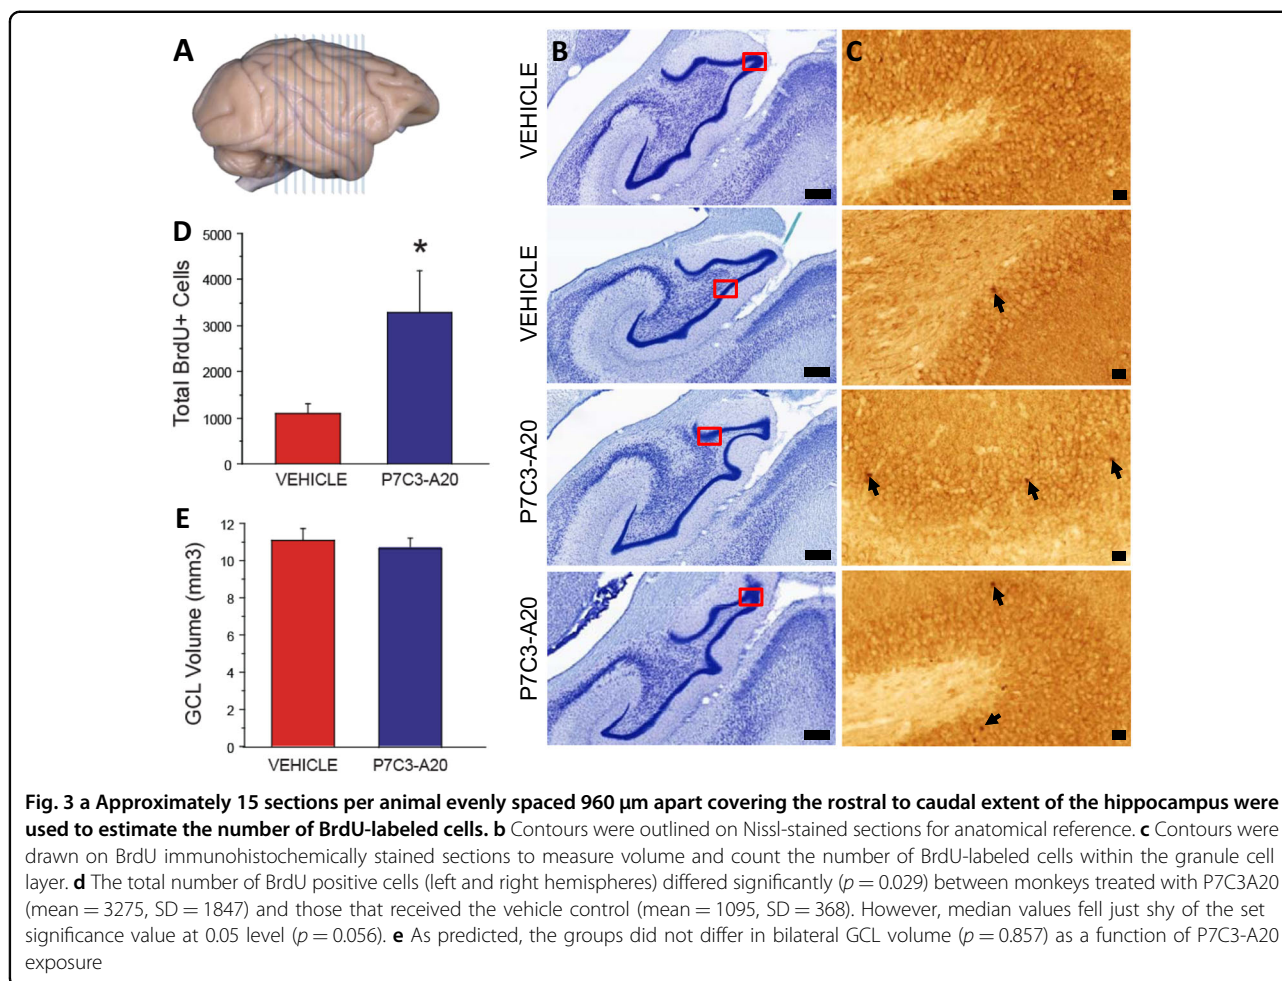 A
B
C
VEHICLE
VEHICLE
P7C3-A20
P7C3-A20
D
Total BrdU+ Cells
5000
4000
3000
2000
1000
0
*
VEHICLE
P7C3-A20
E
GCL Volume (mm3)
12
10
8
6
4
2
0
VEHICLE
P7C3-A20
Fig. 3 a Approximately 15 sections per animal evenly spaced 960 μm apart covering the rostral to caudal extent of the hippocampus were
used to estimate the number of BrdU-labeled cells. b Contours were outlined on Nissl-stained sections for anatomical reference. c Contours were
drawn on BrdU immunohistochemically stained sections to measure volume and count the number of BrdU-labeled cells within the granule cell
layer. d The total number of BrdU positive cells (left and right hemispheres) differed significantly (p = 0.029) between monkeys treated with P7C3A20
(mean = 3275, SD = 1847) and those that received the vehicle control (mean = 1095, SD = 368). However, median values fell just shy of the set
significance value at 0.05 level (p = 0.056). e As predicted, the groups did not differ in bilateral GCL volume (p = 0.857) as a function of P7C3-A20
exposure